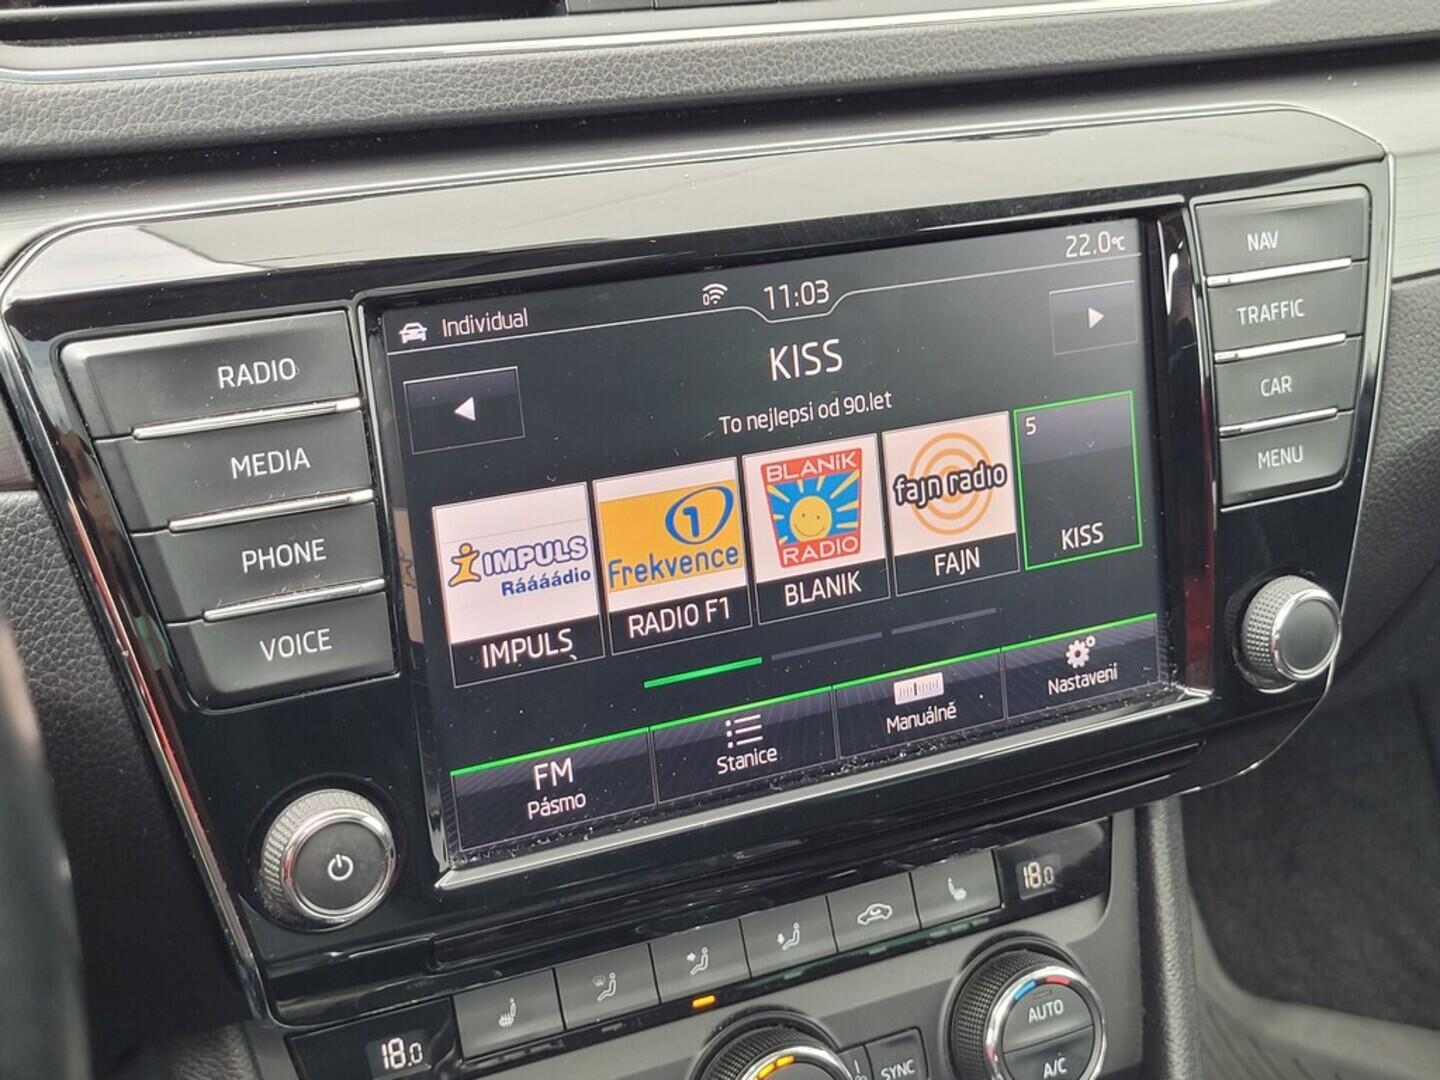 22.0°C
Individual
11:03
KISS
To nejlepsi od 90.let
IMPULS
Ráááádio
IMPULS
1
Frekvence
RADIO F1
BLANíK
RADIO
BLANIK
fajn radio
FAJN
5
KISS
FM
Pásmo
Stanice
Manuálně
Nastavení
RADIO
MEDIA
PHONE
VOICE
NAV
TRAFFIC
CAR
MENU
18.0
18.0
AUTO
A/C
SYNC